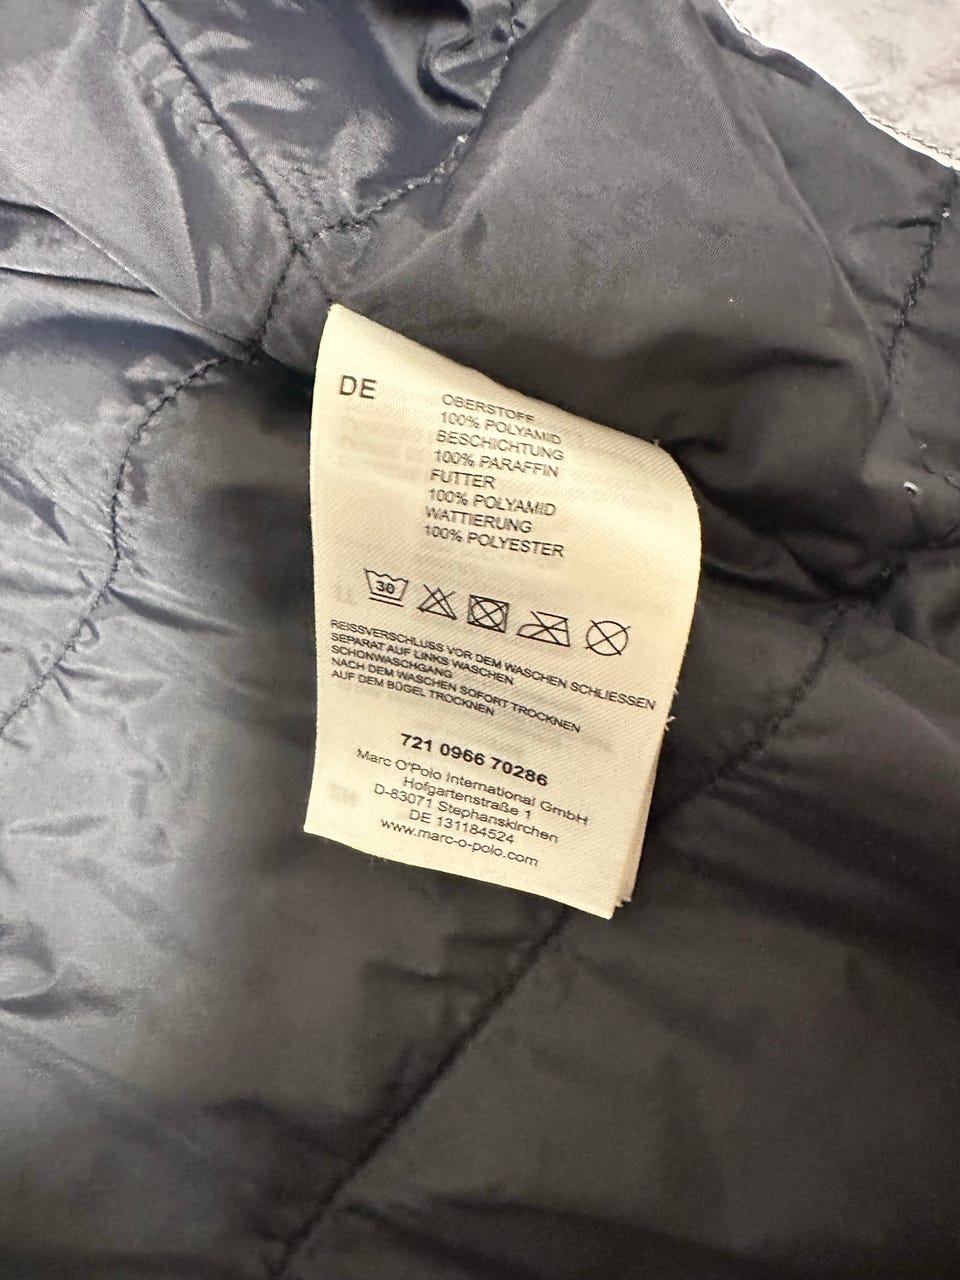 DE
OBERSTOFF
100% POLYAMID
BESCHICHTUNG
100% PARAFFIN
FUTTER
100% POLYAMID
WATTIERUNG
100% POLYESTER
30
REISSVERSCHLUSS VOR DEM WASCHEN SCHLIESSEN
SEPARAT AUF LINKS WASCHEN
SCHONWASCHGANG
NACH DEM WASCHEN SOFORT TROCKNEN
AUF DEM BÜGEL TROCKNEN
721 0966 70286
Marc O'Polo International GmbH
Hofgartenstraße 1
D-83071 Stephanskirchen
DE 131184524
www.marc-o-polo.com